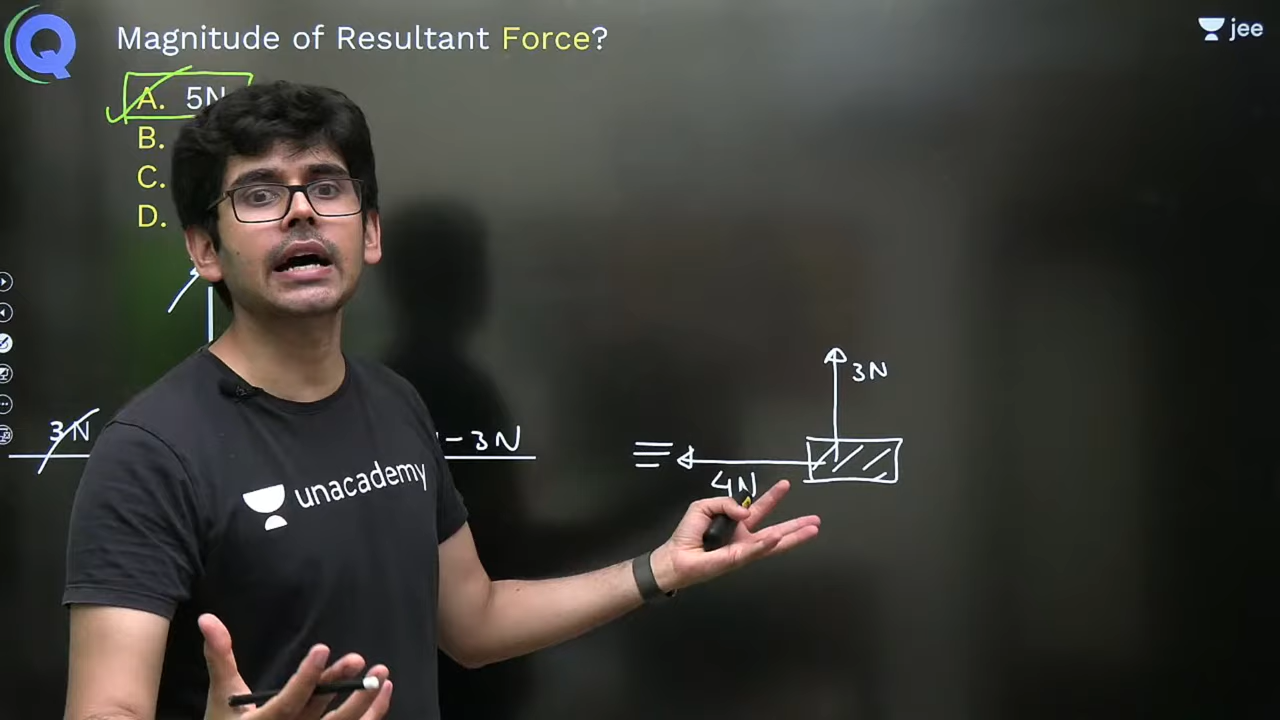 Magnitude of Resultant Force?
jee
A. 5N
B.
C.
D.
3N
3N
-3N
4N
unacademy